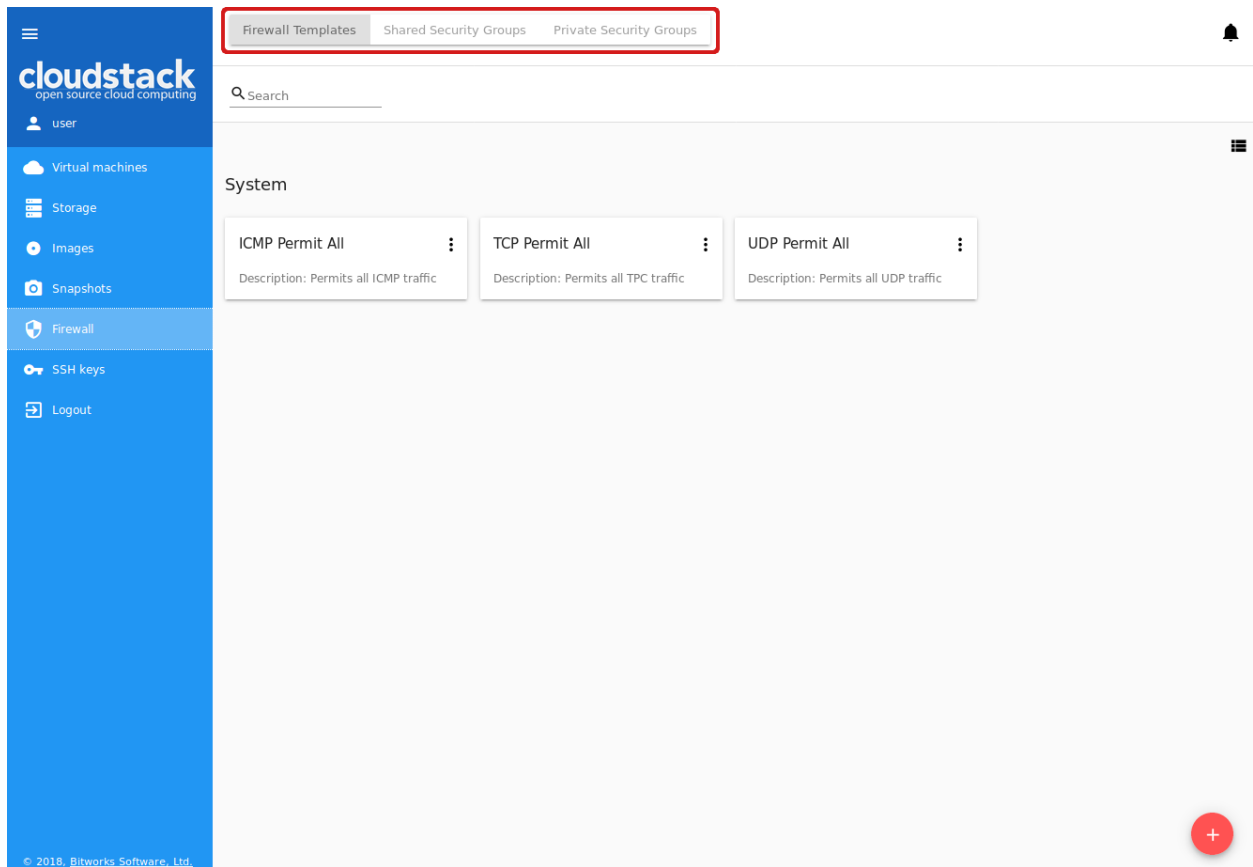 Firewall Templates Shared Security Groups Private Security Groups
cloudstack
open source cloud computing
user
Virtual machines
Storage
Images
Snapshots
Firewall
SSH keys
Logout
© 2018, Bitworks Software, Ltd.
Search
System
ICMP Permit All
Description: Permits all ICMP traffic
TCP Permit All
Description: Permits all TPC traffic
UDP Permit All
Description: Permits all UDP traffic